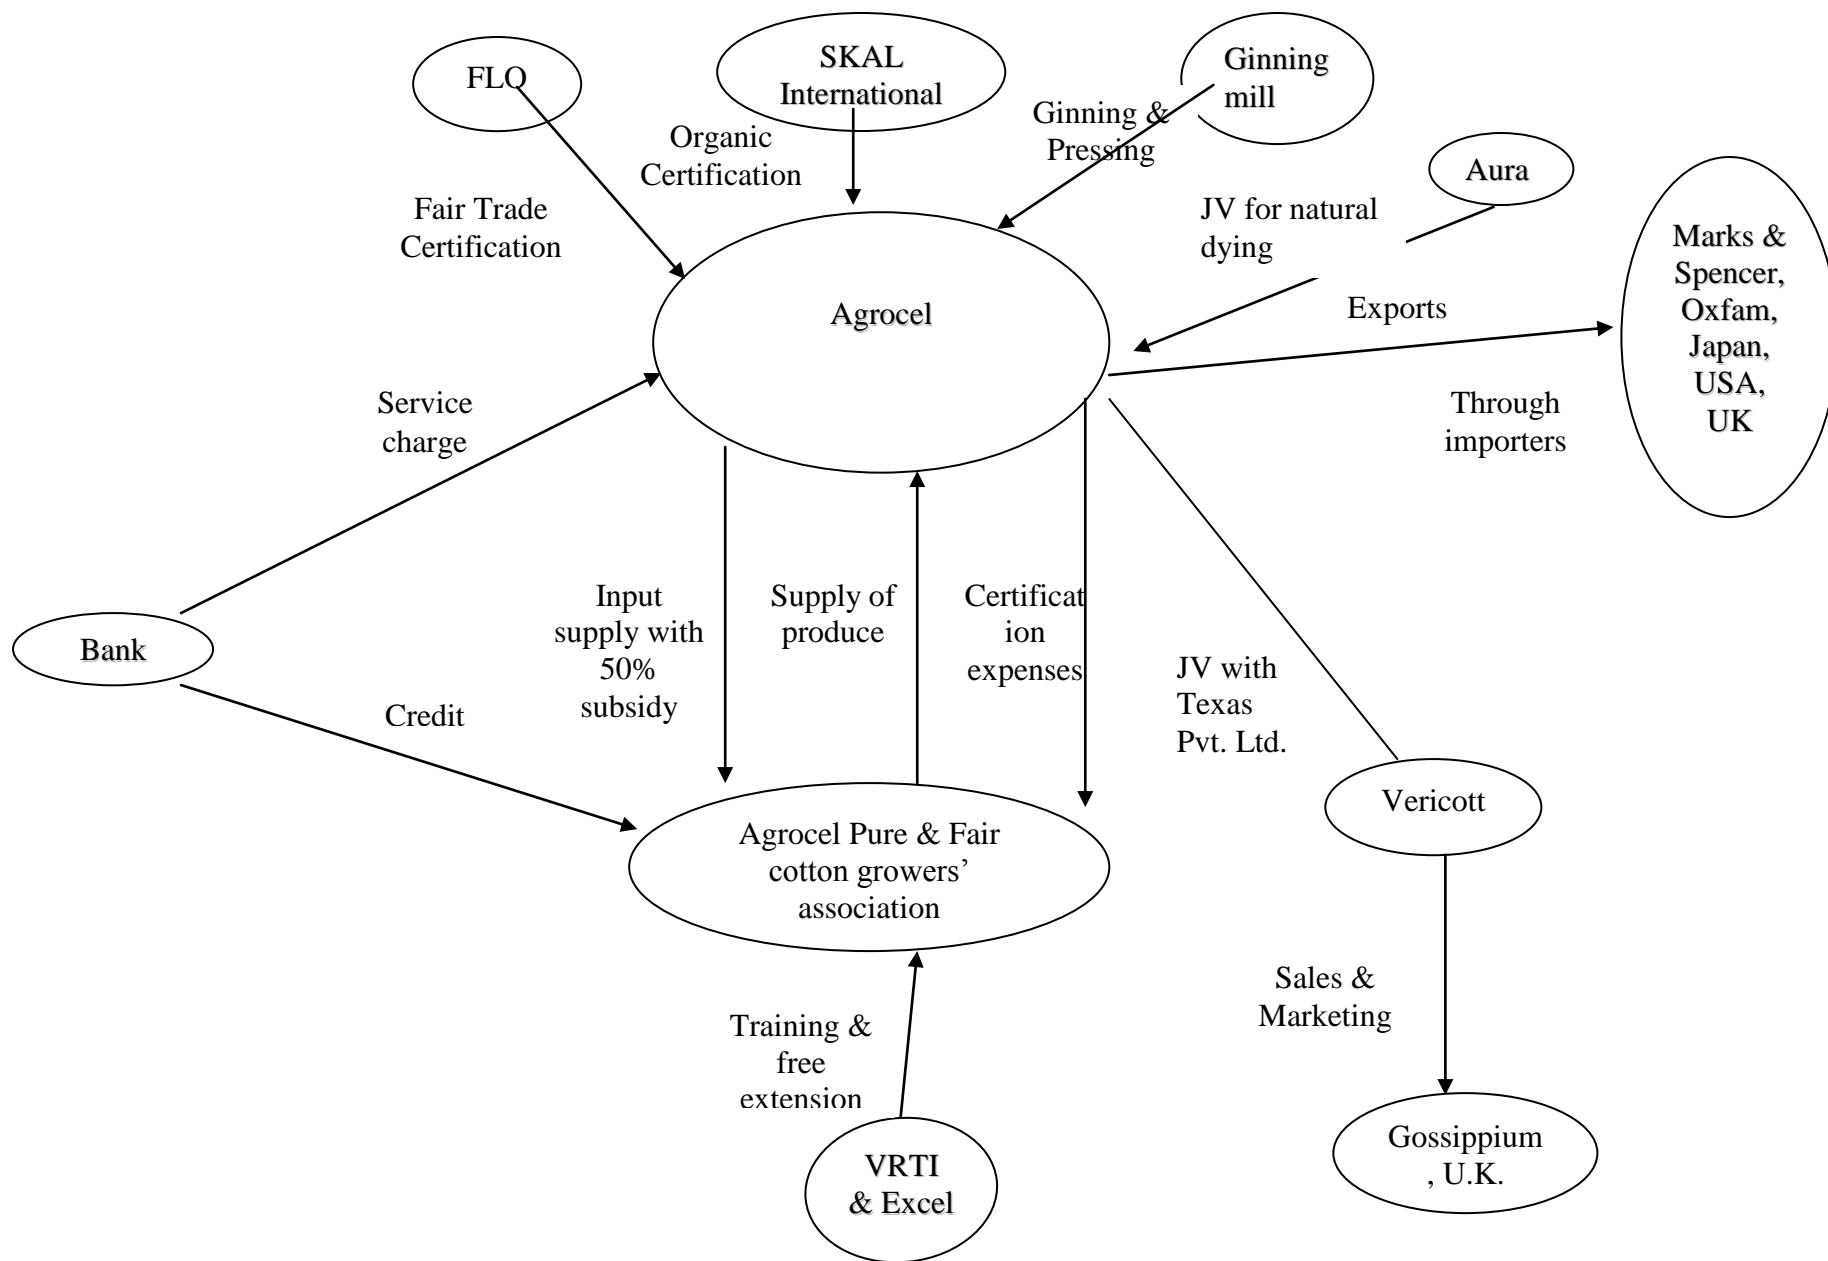 FLO
SKAL
International
Ginning
mill
Ginning &
Pressing
Organic
Certification
Aura
Fair Trade
Certification
JV for natural
dying
Marks &
Spencer,
Oxfam,
Japan,
USA,
UK
Agrocel
Exports
Through
importers
Service
charge
Bank
Input
supply with
50%
subsidy
Supply of
produce
Certificat
ion
expenses
JV with
Texas
Pvt. Ltd.
Credit
Vericott
Agrocel Pure & Fair
cotton growers’
association
Sales &
Marketing
Training &
free
extension
Gossippium
, U.K.
VRTI
& Excel